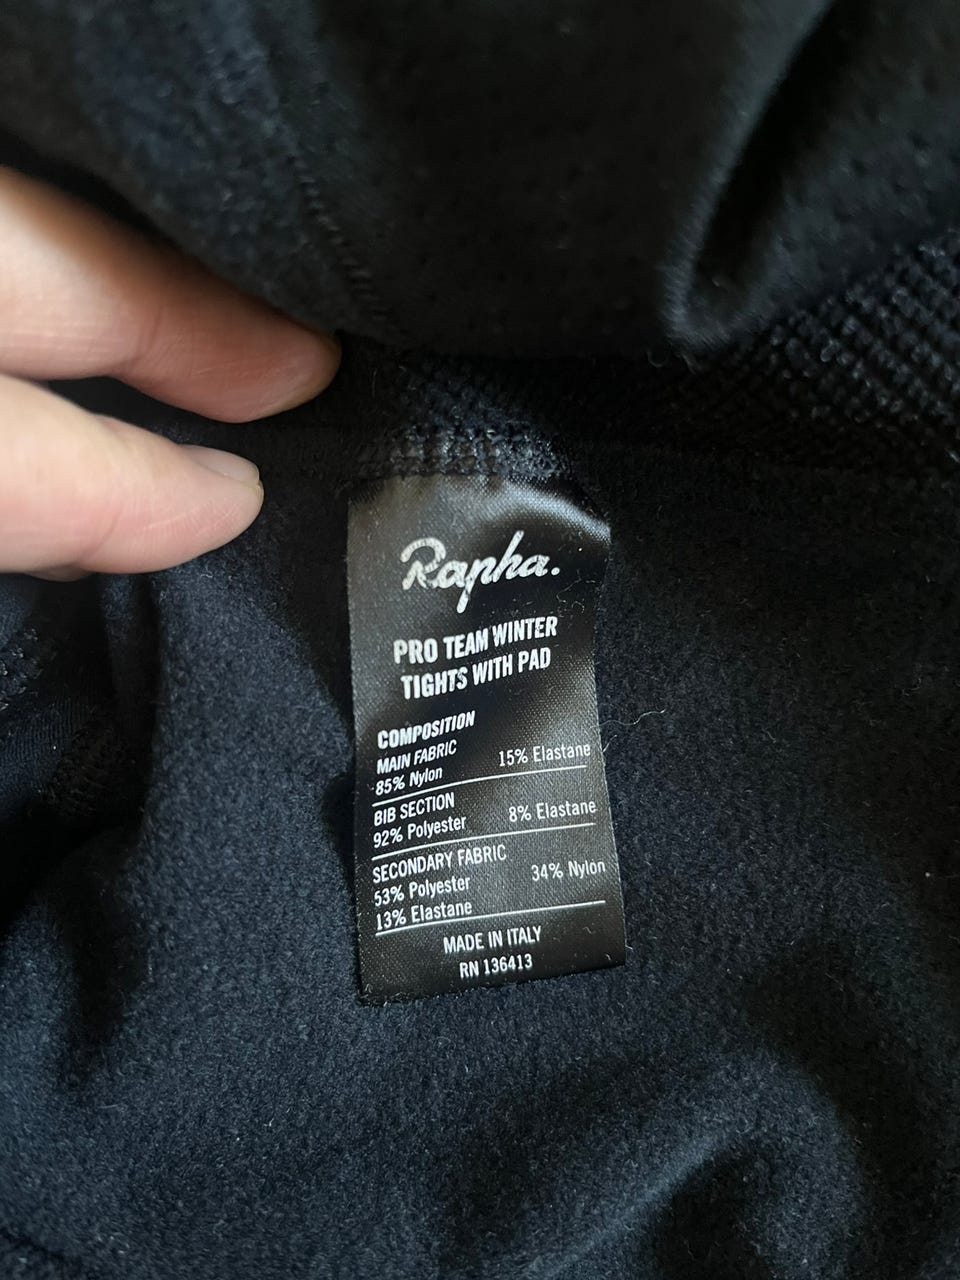 Rapha.
PRO TEAM WINTER
TIGHTS WITH PAD
COMPOSITION
MAIN FABRIC
85% Nylon 15% Elastane
BIB SECTION
92% Polyester 8% Elastane
SECONDARY FABRIC
53% Polyester 34% Nylon
13% Elastane
MADE IN ITALY
RN 136413